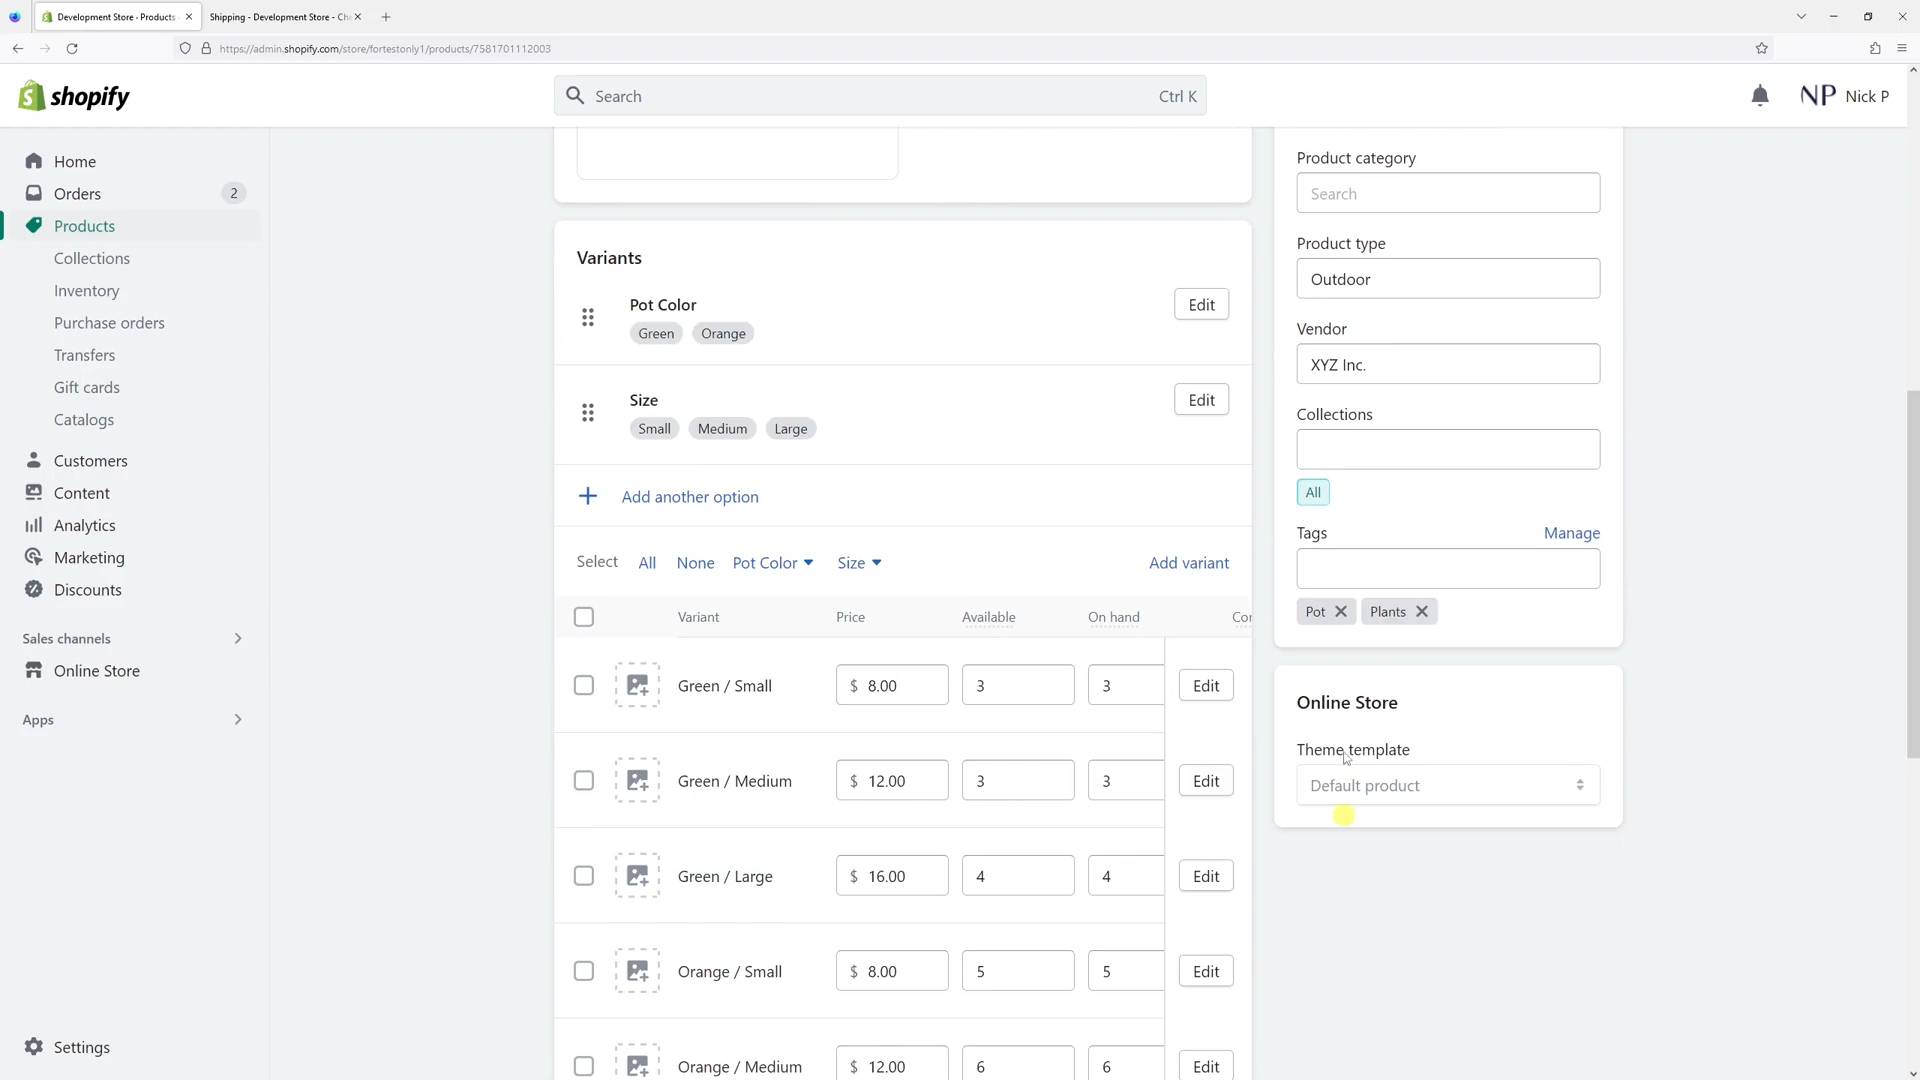 Development Store - Products -
Shipping - Development Store - Che
https://admin.shopify.com/store/fortestonly1/products/7581701112003
shopify
Search
Ctrl K
NP
Nick P
Home
Orders
2
Products
Collections
Inventory
Purchase orders
Transfers
Gift cards
Catalogs
Customers
Content
Analytics
Marketing
Discounts
Sales channels
Online Store
Apps
Settings
Variants
Pot Color
Edit
Green Orange
Size
Edit
Small Medium Large
Add another option
Select All None Pot Color Size Add variant
Variant Price Available On hand Cor
Green / Small $ 8.00 3 3 Edit
Green / Medium $ 12.00 3 3 Edit
Green / Large $ 16.00 4 4 Edit
Orange / Small $ 8.00 5 5 Edit
Orange / Medium $ 12.00 6 6 Edit
Product category
Search
Product type
Outdoor
Vendor
XYZ Inc.
Collections
All
Tags Manage
Pot Plants
Online Store
Theme template
Default product